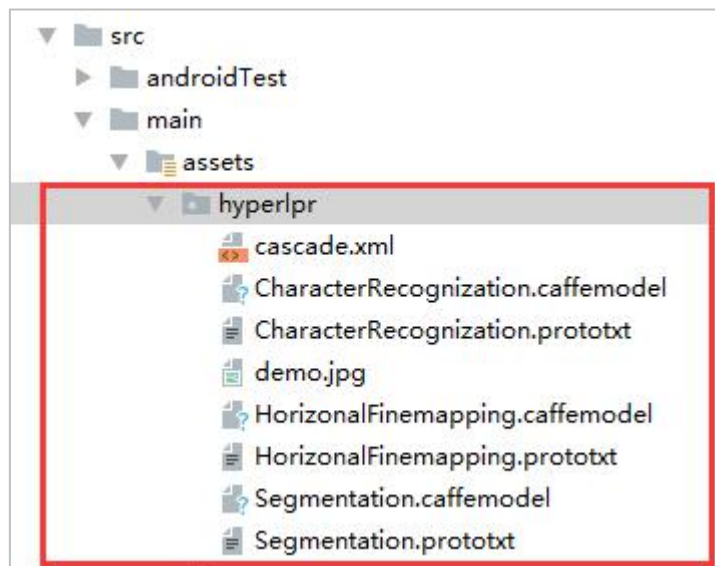 src
androidTest
main
assets
hyperlpr
cascade.xml
CharacterRecognization.caffemodel
CharacterRecognization.prototxt
demo.jpg
HorizonalFinemapping.caffemodel
HorizonalFinemapping.prototxt
Segmentation.caffemodel
Segmentation.prototxt